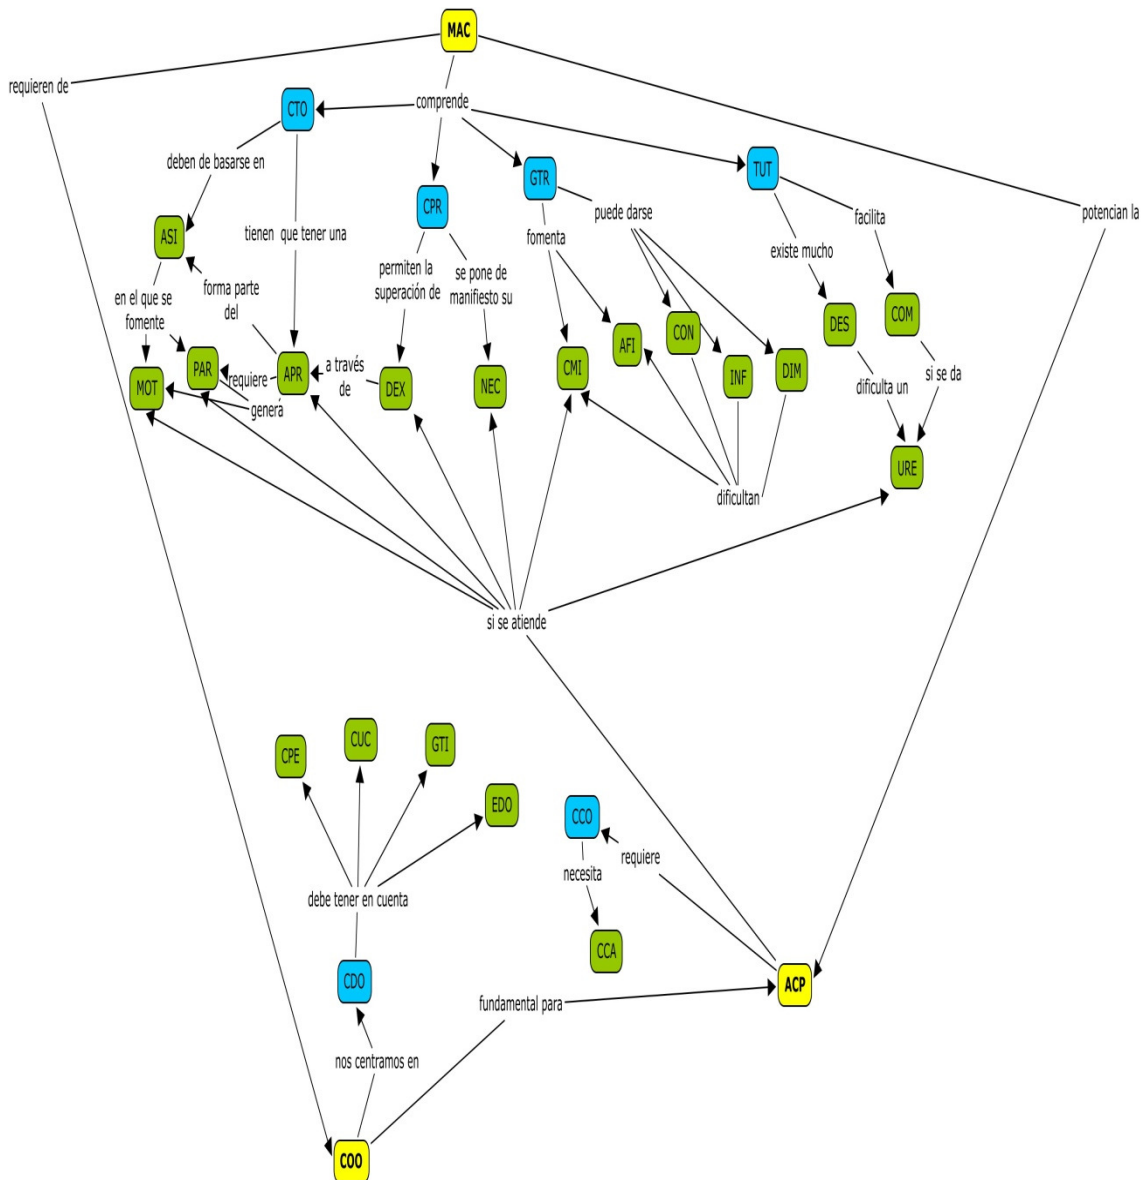 MAC
requieren de
comprende
CTO
TUT
GTR
CPR
deben de basarse en
puede darse
facilita
potencian la
ASI
tienen  que tener una
fomenta
existe mucho
permiten la
superación de
se pone de
manifiesto su
en el que se
fomente
forma parte
del
DES
COM
CON
AFI
INF
DIM
CMI
PAR
APR
a través
de
DEX
NEC
MOT
requiere
genera
si se da
dificulta un
URE
dificultan
si se atiende
CPE
CUC
GTI
EDO
CCO
requiere
necesita
debe tener en cuenta
CCA
CDO
ACP
fundamental para
nos centramos en
COO